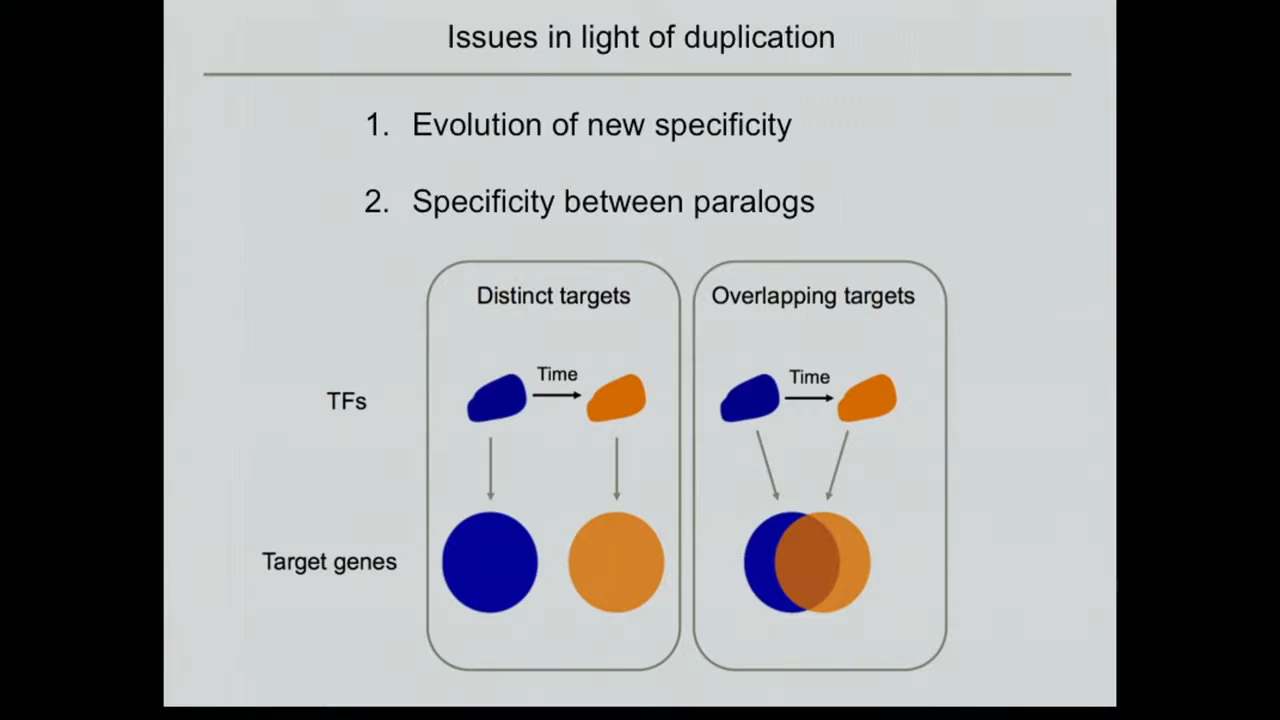 Issues in light of duplication
1. Evolution of new specificity
2. Specificity between paralogs
Distinct targets
Overlapping targets
Time
Time
TFs
Target genes